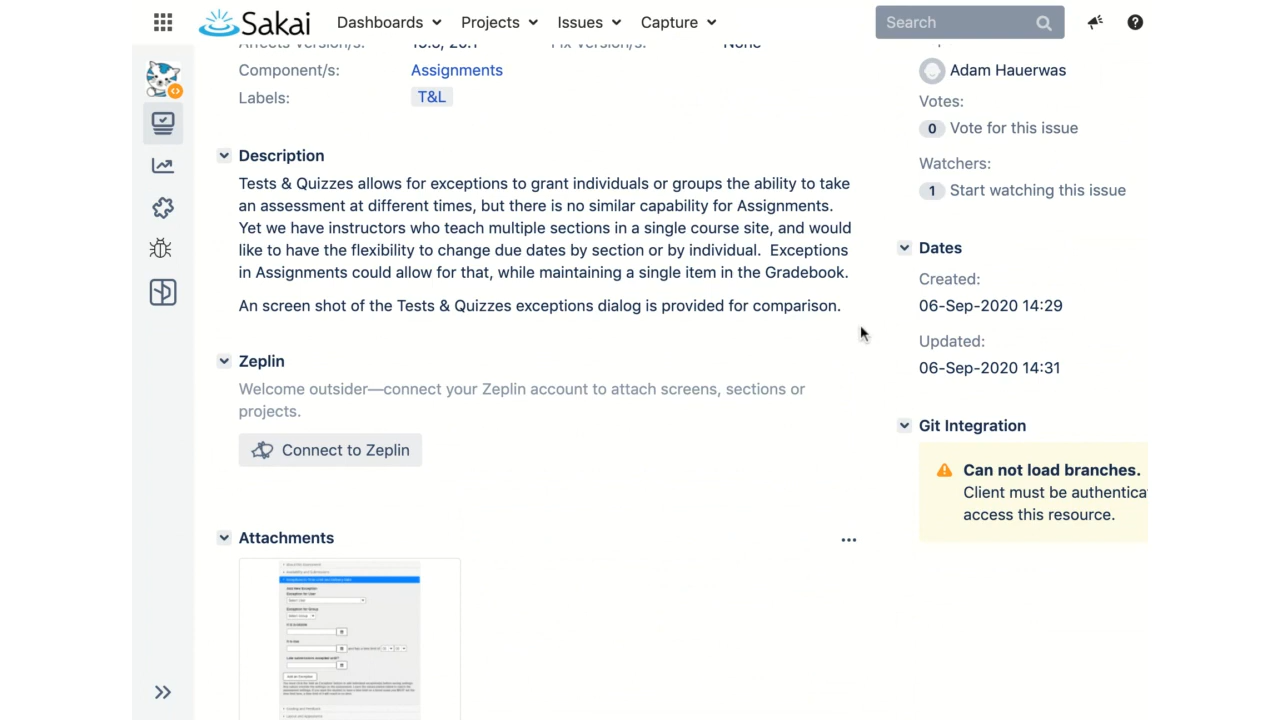 Sakai Dashboards Projects Issues Capture Search
Component/s: Assignments
Labels: T&L
Description
Tests & Quizzes allows for exceptions to grant individuals or groups the ability to take
an assessment at different times, but there is no similar capability for Assignments.
Yet we have instructors who teach multiple sections in a single course site, and would
like to have the flexibility to change due dates by section or by individual. Exceptions
in Assignments could allow for that, while maintaining a single item in the Gradebook.
An screen shot of the Tests & Quizzes exceptions dialog is provided for comparison.
Zeplin
Welcome outsider—connect your Zeplin account to attach screens, sections or
projects.
Connect to Zeplin
Attachments
Adam Hauerwas
Votes:
0 Vote for this issue
Watchers:
1 Start watching this issue
Dates
Created:
06-Sep-2020 14:29
Updated:
06-Sep-2020 14:31
Git Integration
Can not load branches.
Client must be authentica
access this resource.